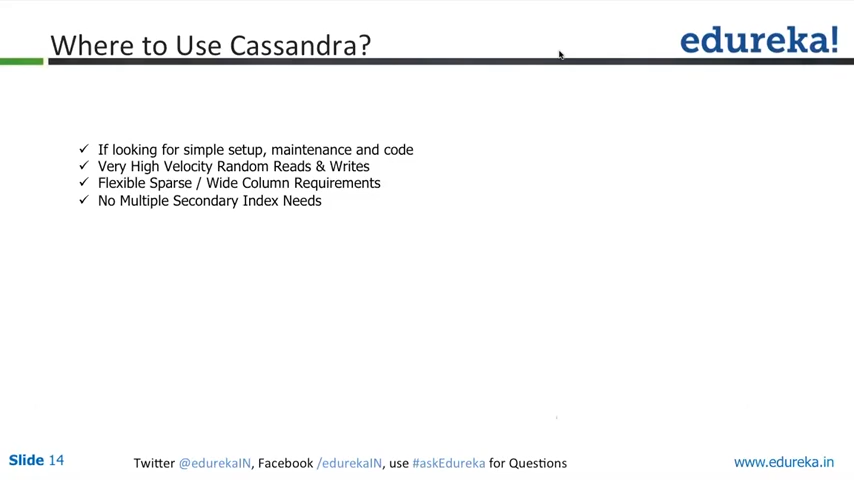 Where to Use Cassandra?
edureka!
✓ If looking for simple setup, maintenance and code
✓ Very High Velocity Random Reads & Writes
✓ Flexible Sparse / Wide Column Requirements
✓ No Multiple Secondary Index Needs
Slide 14
Twitter @edurekaIN, Facebook /edurekaIN, use #askEdureka for Questions
www.edureka.in